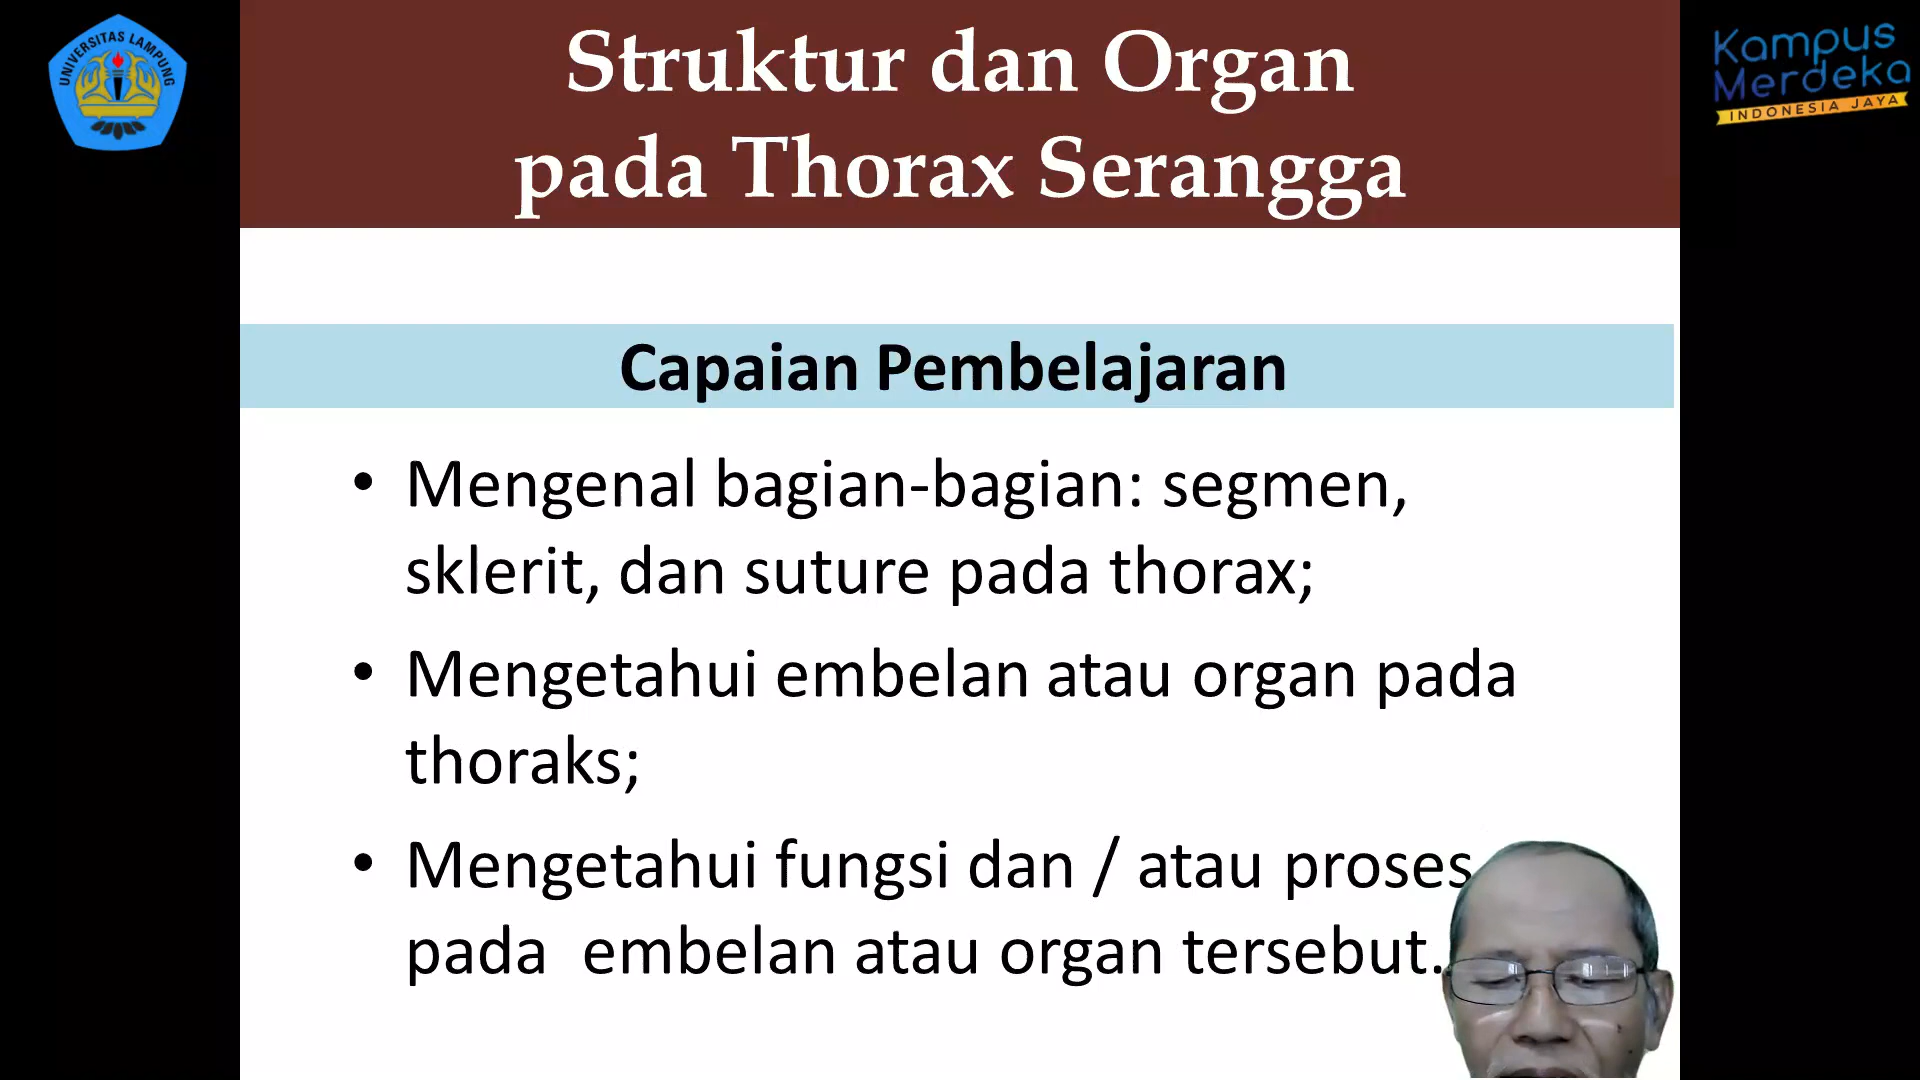 UNIVERSITAS LAMPUNG
Struktur dan Organ
pada Thorax Serangga
Kampus
Merdeka
INDONESIA JAYA
Capaian Pembelajaran
• Mengenal bagian-bagian: segmen,
sklerit, dan suture pada thorax;
• Mengetahui embelan atau organ pada
thoraks;
• Mengetahui fungsi dan / atau proses
pada embelan atau organ tersebut.